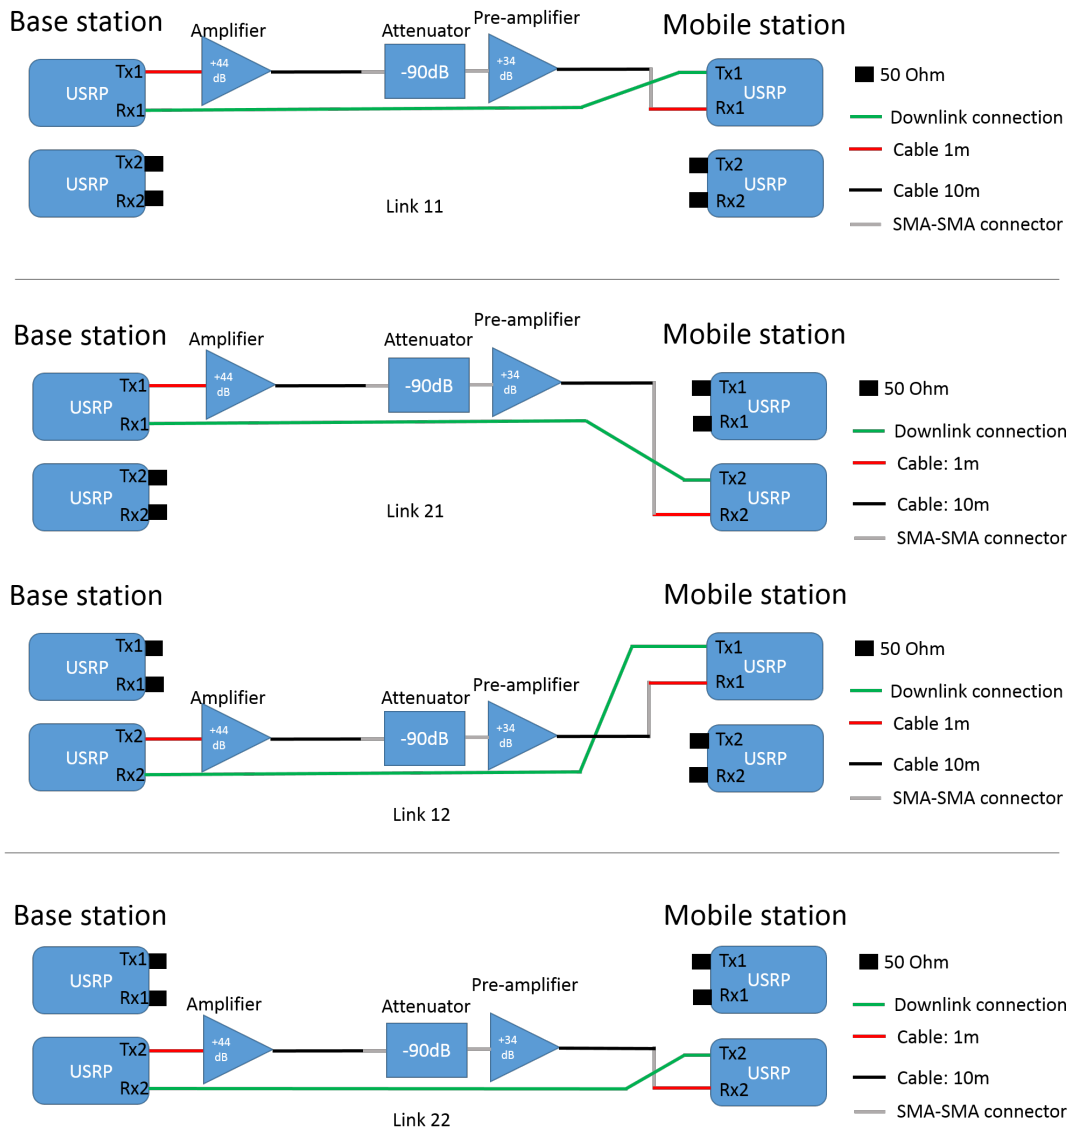 Base station
Amplifier
Attenuator
Pre-amplifier
Mobile station
Tx1
+44
dB
-90dB
+34
dB
Tx1
50 Ohm
USRP
USRP
Rx1
Rx1
Downlink connection
Cable 1m
Tx2
Tx2
USRP
USRP
Cable 10m
Rx2
Rx2
Link 11
SMA-SMA connector
Base station
Amplifier
Attenuator
Pre-amplifier
Mobile station
Tx1
+44
dB
-90dB
+34
dB
Tx1
50 Ohm
USRP
USRP
Rx1
Rx1
Downlink connection
Cable: 1m
Tx2
Tx2
USRP
USRP
Cable: 10m
Rx2
Rx2
Link 21
SMA-SMA connector
Base station
Mobile station
Tx1
Tx1
50 Ohm
USRP
USRP
Rx1
Rx1
Downlink connection
Amplifier
Attenuator
Pre-amplifier
Cable 1m
Tx2
+44
dB
-90dB
+34
dB
Tx2
USRP
USRP
Cable 10m
Rx2
Rx2
Link 12
SMA-SMA connector
Base station
Mobile station
Tx1
Tx1
50 Ohm
USRP
USRP
Rx1
Rx1
Downlink connection
Amplifier
Attenuator
Pre-amplifier
Cable: 1m
Tx2
+44
dB
-90dB
+34
dB
Tx2
USRP
USRP
Cable: 10m
Rx2
Rx2
Link 22
SMA-SMA connector